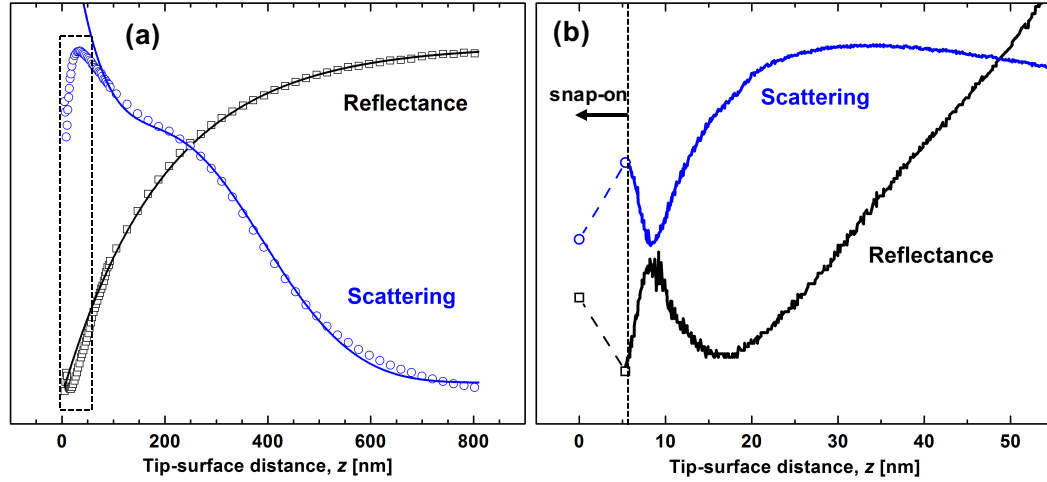 (a)
Reflectance
Scattering
0 200 400 600 800
Tip-surface distance, z [nm]
(b)
snap-on
Scattering
Reflectance
0 10 20 30 40 50
Tip-surface distance, z [nm]